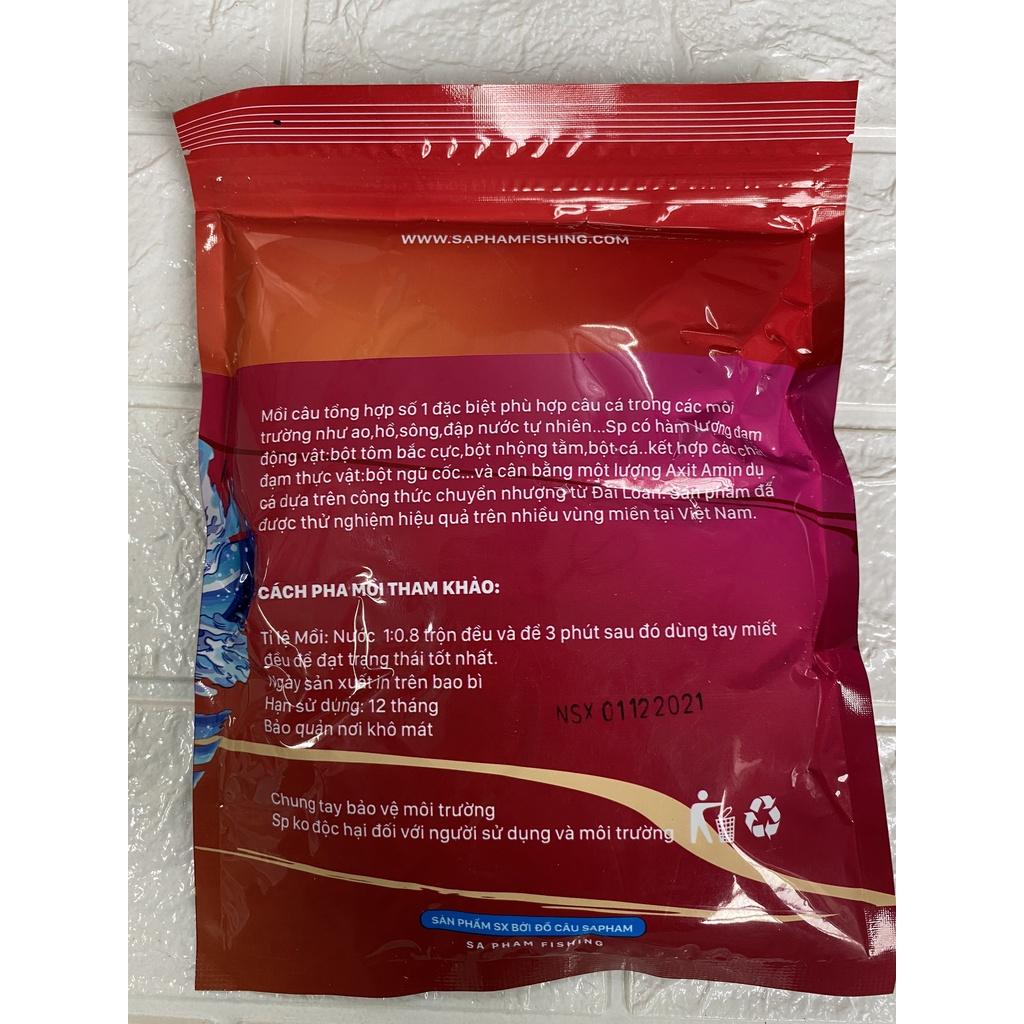 WWW.SAPHAMFISHING.COM
Mồi câu tổng hợp số 1 đặc biệt phù hợp câu cá trong các môi
trường như ao,hồ,sông,đập nước tự nhiên...Sp có hàm lượng đạm
động vật:bột tôm bắc cực,bột nhộng tằm,bột cá..kết hợp các chất
đạm thực vật:bột ngũ cốc...và cân bằng một lượng Axit Amin dụ
cá dựa trên công thức chuyển nhượng từ Đài Loan. Sản phẩm đã
được thử nghiệm hiệu quả trên nhiều vùng miền tại Việt Nam.
CÁCH PHA MỒI THAM KHẢO:
Tỉ lệ Mồi: Nước 1:0.8 trộn đều và để 3 phút sau đó dùng tay miết
đều để đạt trạng thái tốt nhất.
Ngày sản xuất in trên bao bì
Hạn sử dụng: 12 tháng
NSX 01122021
Bảo quản nơi khô mát
Chung tay bảo vệ môi trường
Sp ko độc hại đối với người sử dụng và môi trường
SẢN PHẨM SX BỞI ĐỒ CÂU SAPHAM
SA PHAM FISHING